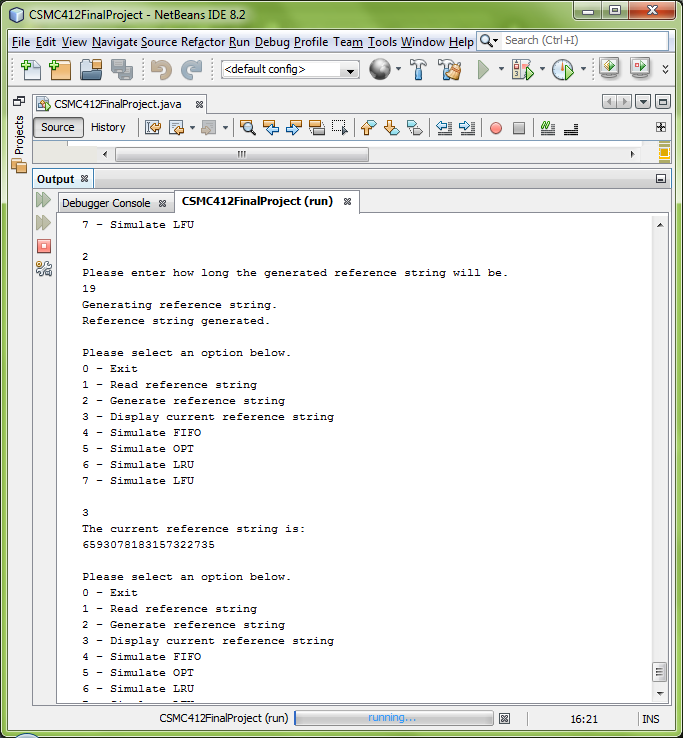 CSMC412FinalProject - NetBeans IDE 8.2
File Edit View Navigate Source Refactor Run Debug Profile Team Tools Window Help Search (Ctrl+I)
<default config>
CSMC412FinalProject.java
Source History
Projects
Output
Debugger Console CSMC412FinalProject (run)
7 - Simulate LFU
2
Please enter how long the generated reference string will be.
19
Generating reference string.
Reference string generated.
Please select an option below.
0 - Exit
1 - Read reference string
2 - Generate reference string
3 - Display current reference string
4 - Simulate FIFO
5 - Simulate OPT
6 - Simulate LRU
7 - Simulate LFU
3
The current reference string is:
6593078183157322735
Please select an option below.
0 - Exit
1 - Read reference string
2 - Generate reference string
3 - Display current reference string
4 - Simulate FIFO
5 - Simulate OPT
6 - Simulate LRU
CSMC412FinalProject (run) running... 16:21 INS